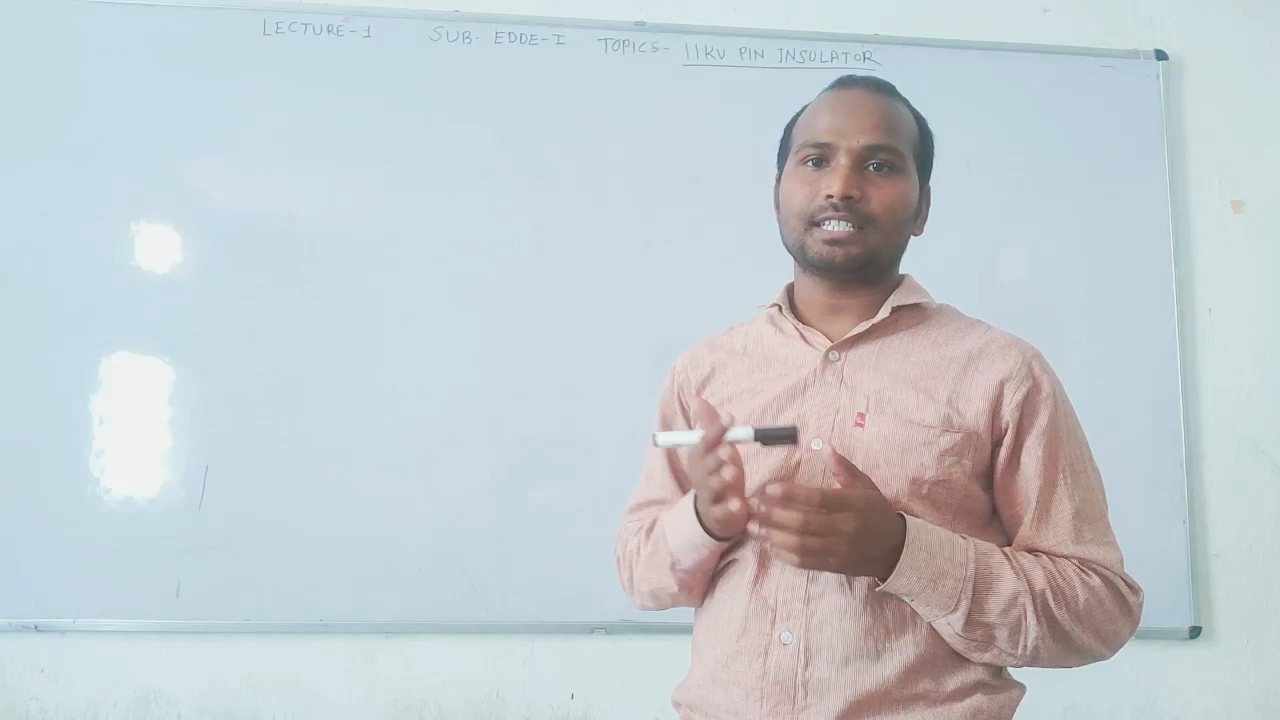 LECTURE-1 SUB- EDDE-I TOPICS- 11KV PIN INSULATOR